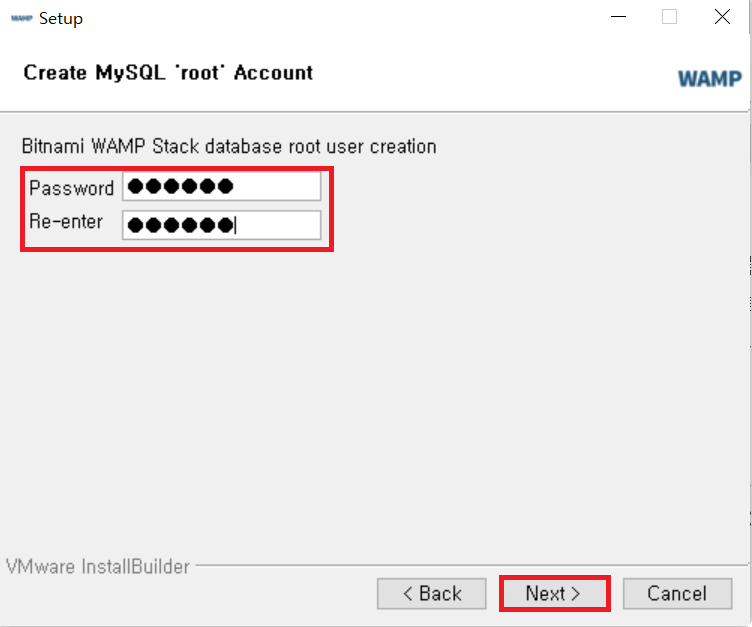 WAMP Setup
Create MySQL 'root' Account
WAMP
Bitnami WAMP Stack database root user creation
Password ●●●●●●
Re-enter ●●●●●●
VMware InstallBuilder
< Back Next > Cancel